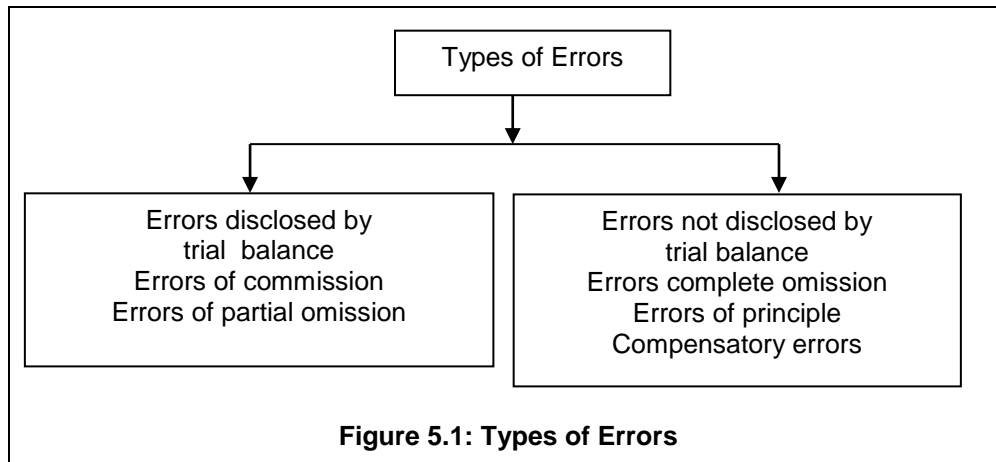 Types of Errors
Errors disclosed by
trial balance
Errors of commission
Errors of partial omission
Errors not disclosed by
trial balance
Errors complete omission
Errors of principle
Compensatory errors
Figure 5.1: Types of Errors